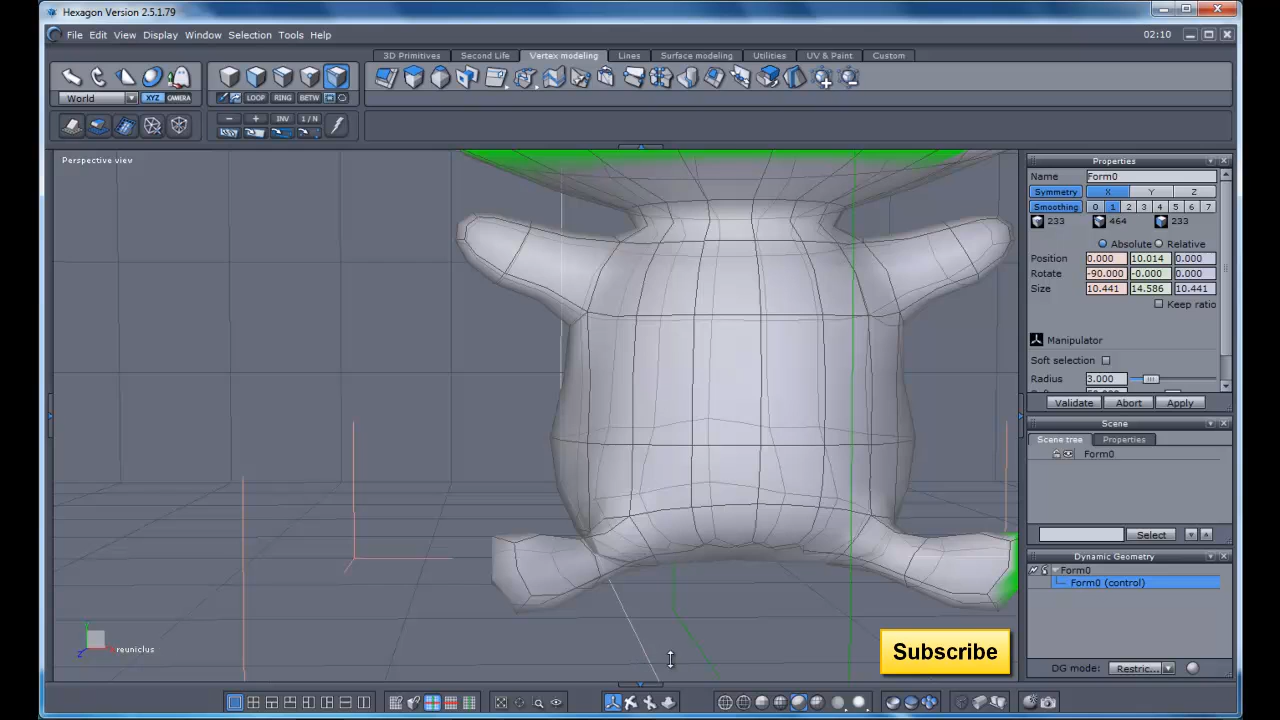 Hexagon Version 2.5.1.79
File Edit View Display Window Selection Tools Help
02:10
3D Primitives Second Life Vertex modeling Lines Surface modeling Utilities UV & Paint Custom
World XYZ CAMERA
LOOP RING BETW
- + INV 1 / N
Perspective view
Properties
Name Form0
Symmetry X Y Z
Smoothing 0 1 2 3 4 5 6 7
233 464 233
Absolute Relative
Position 0.000 10.014 0.000
Rotate -90.000 -0.000 0.000
Size 10.441 14.586 10.441
Keep ratio
Manipulator
Soft selection
Radius 3.000
Validate Abort Apply
Scene
Scene tree Properties
Form0
Select
Dynamic Geometry
Form0
Form0 (control)
DG mode: Restric...
Subscribe
reuniclus